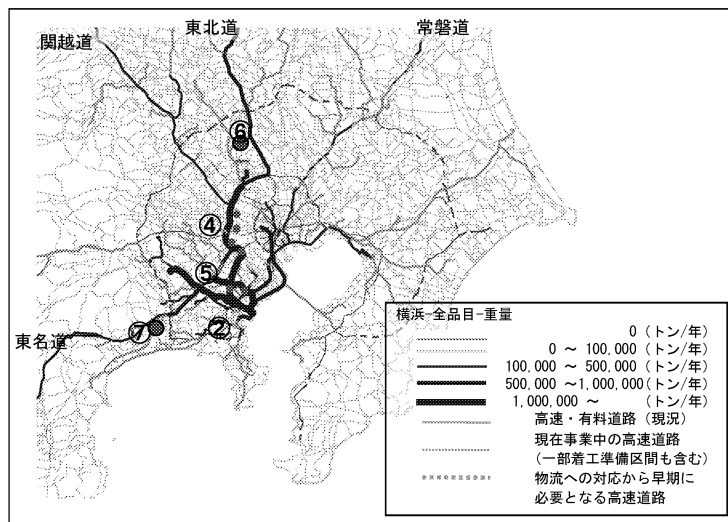 東北道
常磐道
関越道
⑥
④
⑤
⑦
②
東名道
横浜-全品目-重量
0 (トン/年)
0 ~ 100,000 (トン/年)
100,000 ~ 500,000 (トン/年)
500,000 ~1,000,000(トン/年)
1,000,000 ~ (トン/年)
高速・有料道路(現況)
現在事業中の高速道路
(一部着工準備区間も含む)
物流への対応から早期に
必要となる高速道路